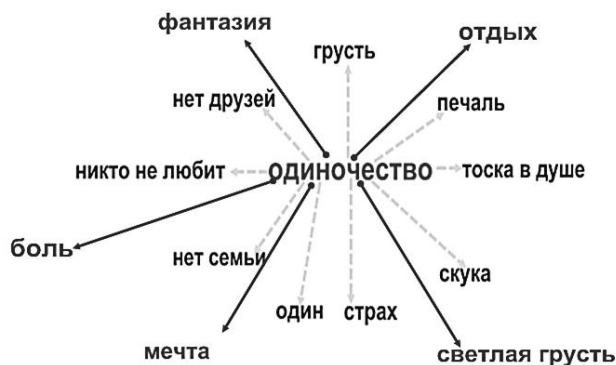 фантазия
отдых
грусть
нет друзей
печаль
никто не любит
одиночество
тоска в душе
боль
нет семьи
скука
один
страх
мечта
светлая грусть